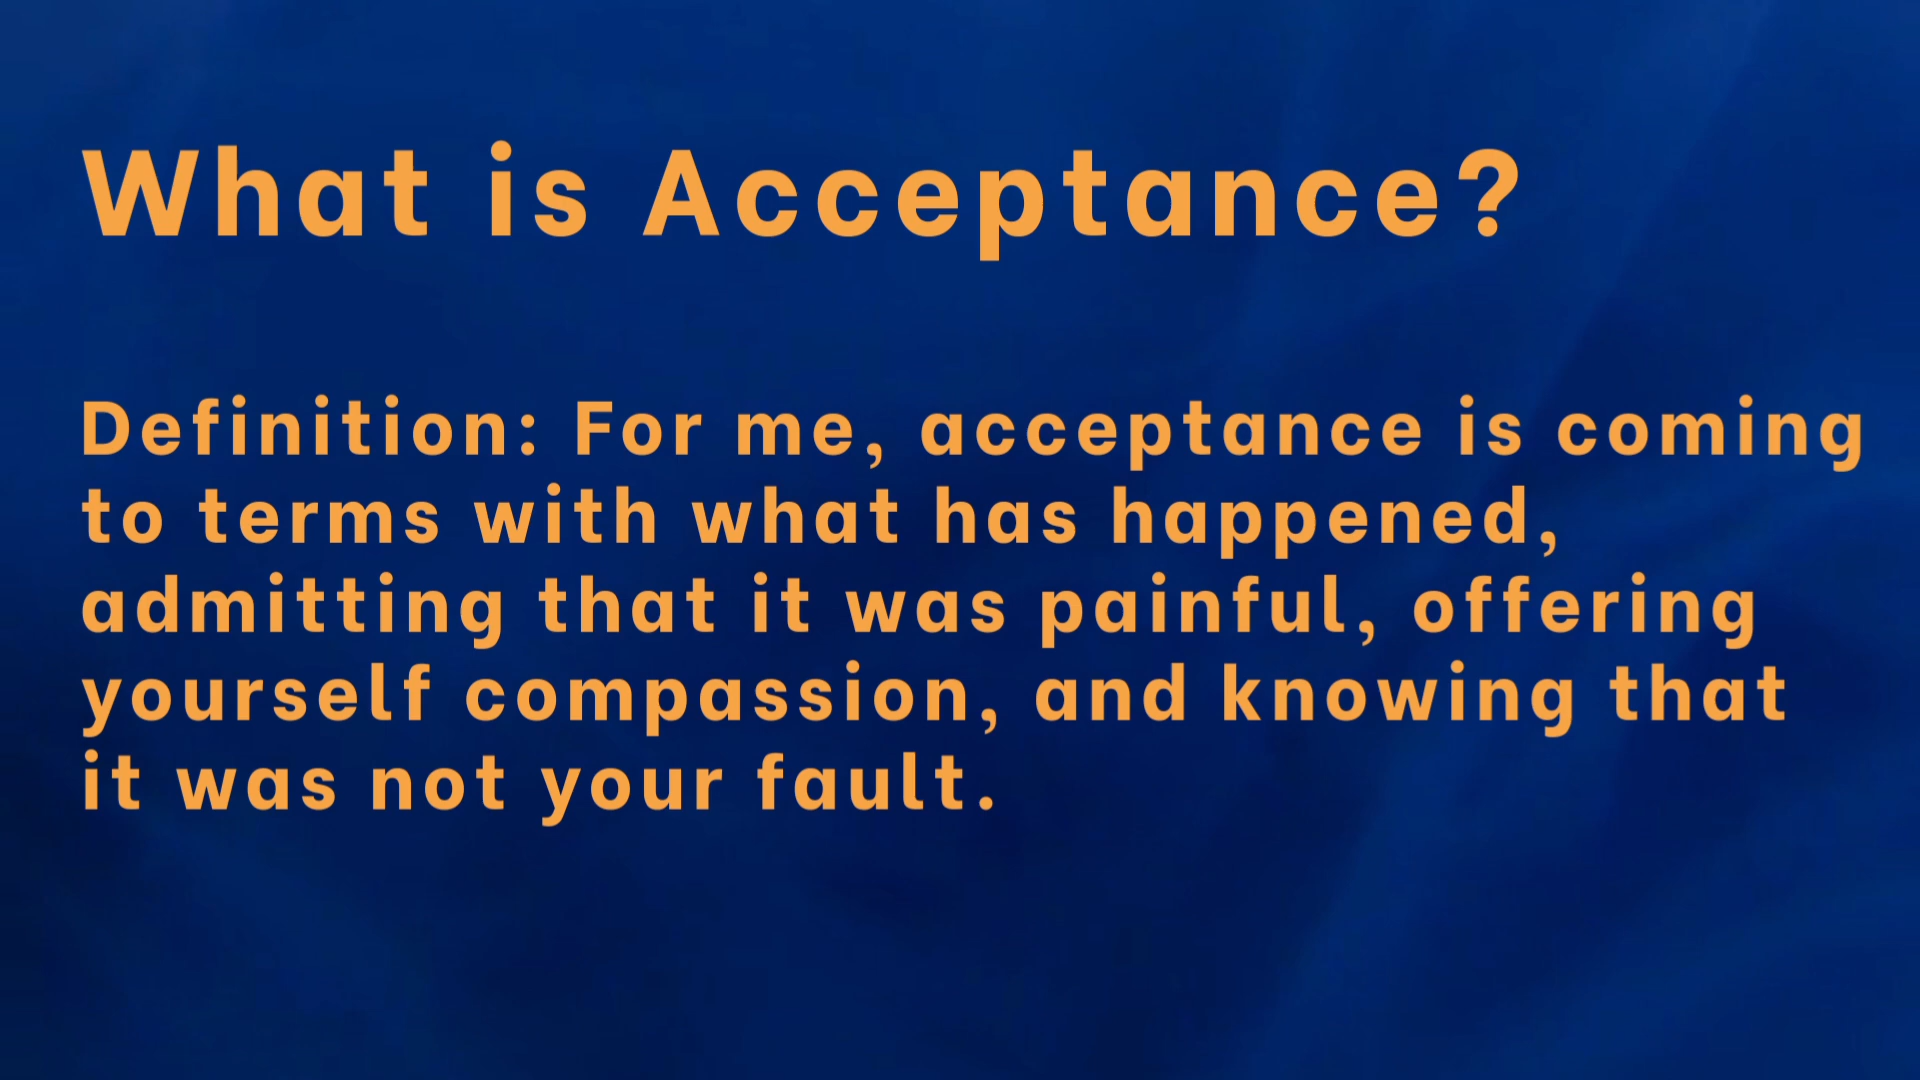 What is Acceptance?
Definition: For me, acceptance is coming
to terms with what has happened,
admitting that it was painful, offering
yourself compassion, and knowing that
it was not your fault.